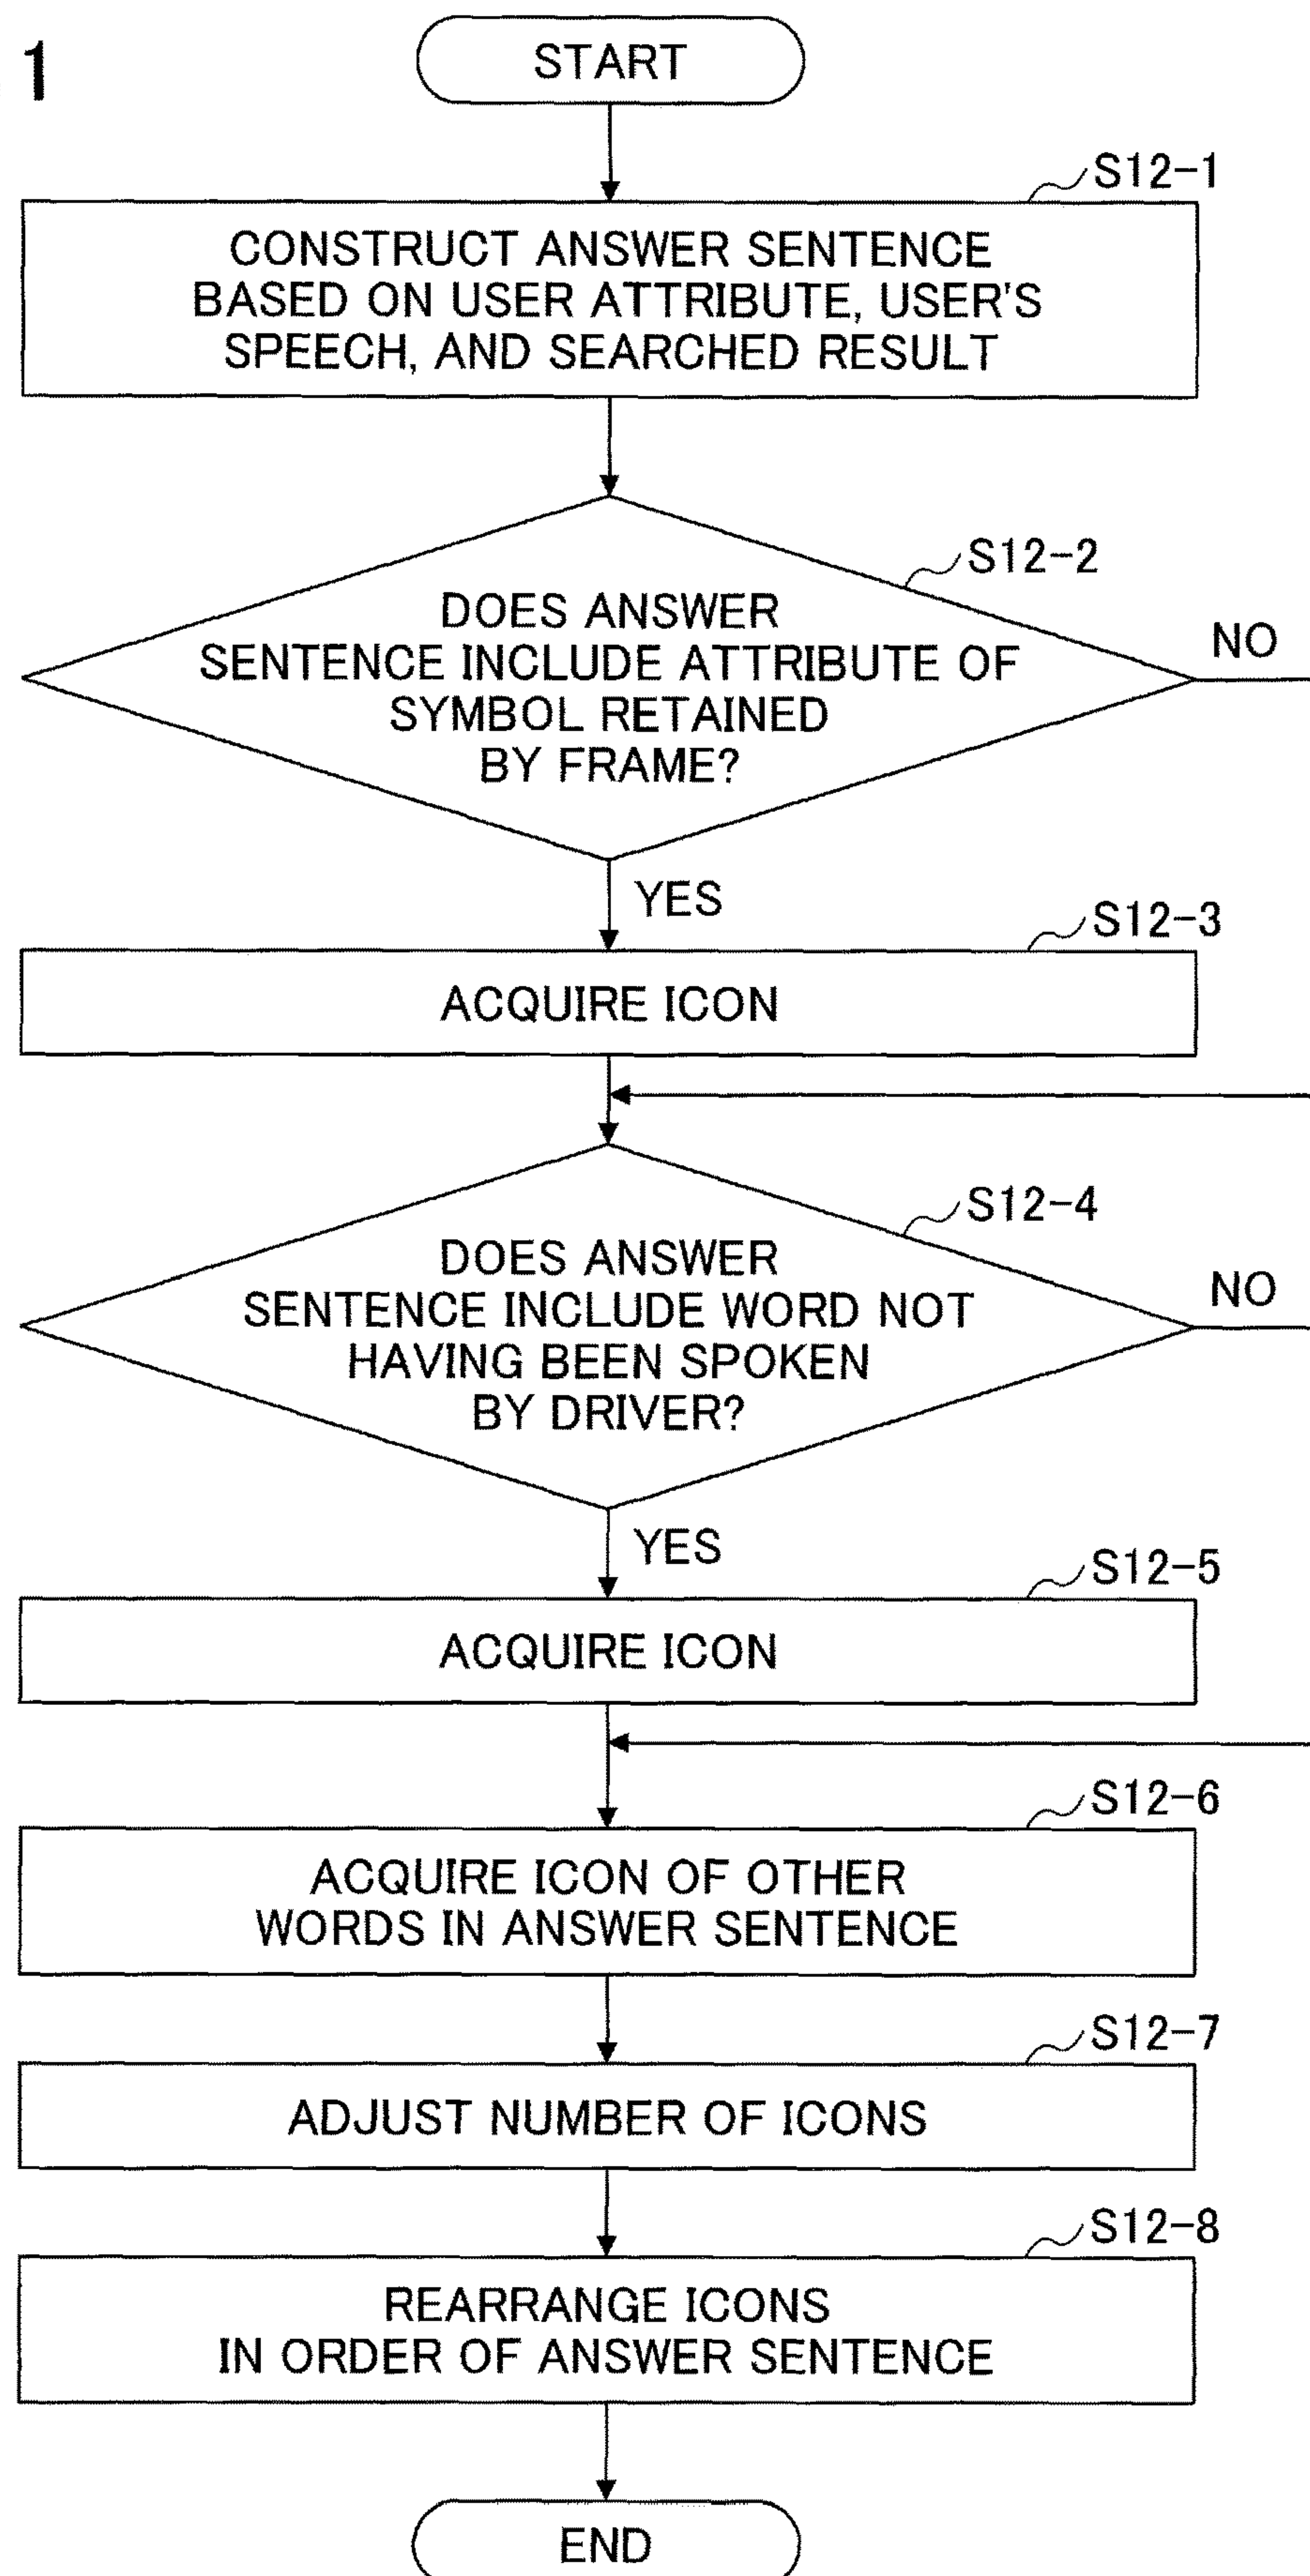 1
START
S12-1
CONSTRUCT ANSWER SENTENCE
BASED ON USER ATTRIBUTE, USER'S
SPEECH, AND SEARCHED RESULT
S12-2
DOES ANSWER
SENTENCE INCLUDE ATTRIBUTE OF
SYMBOL RETAINED
BY FRAME?
NO
YES
S12-3
ACQUIRE ICON
S12-4
DOES ANSWER
SENTENCE INCLUDE WORD NOT
HAVING BEEN SPOKEN
BY DRIVER?
NO
YES
S12-5
ACQUIRE ICON
S12-6
ACQUIRE ICON OF OTHER
WORDS IN ANSWER SENTENCE
S12-7
ADJUST NUMBER OF ICONS
S12-8
REARRANGE ICONS
IN ORDER OF ANSWER SENTENCE
END